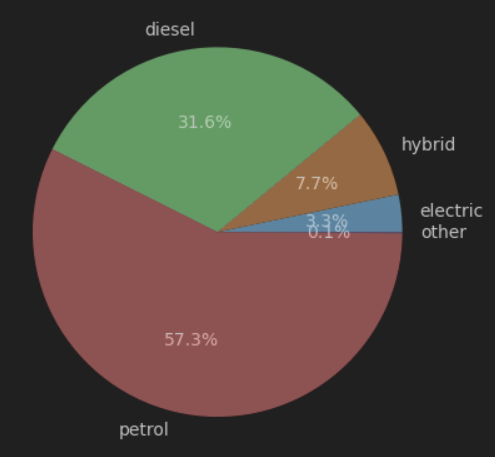 diesel
31.6%
hybrid
7.7%
electric
3.3%
other
0.1%
57.3%
petrol